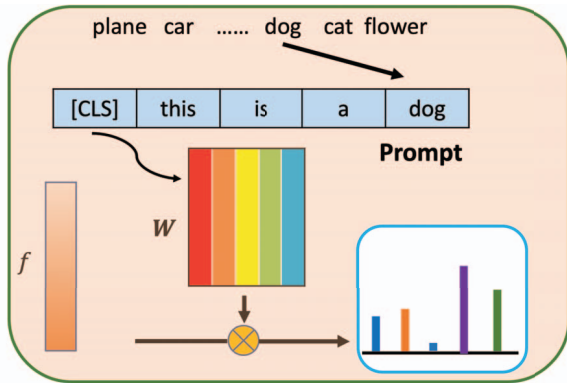 plane car ...... dog cat flower
[CLS] this is a dog
Prompt
W
f